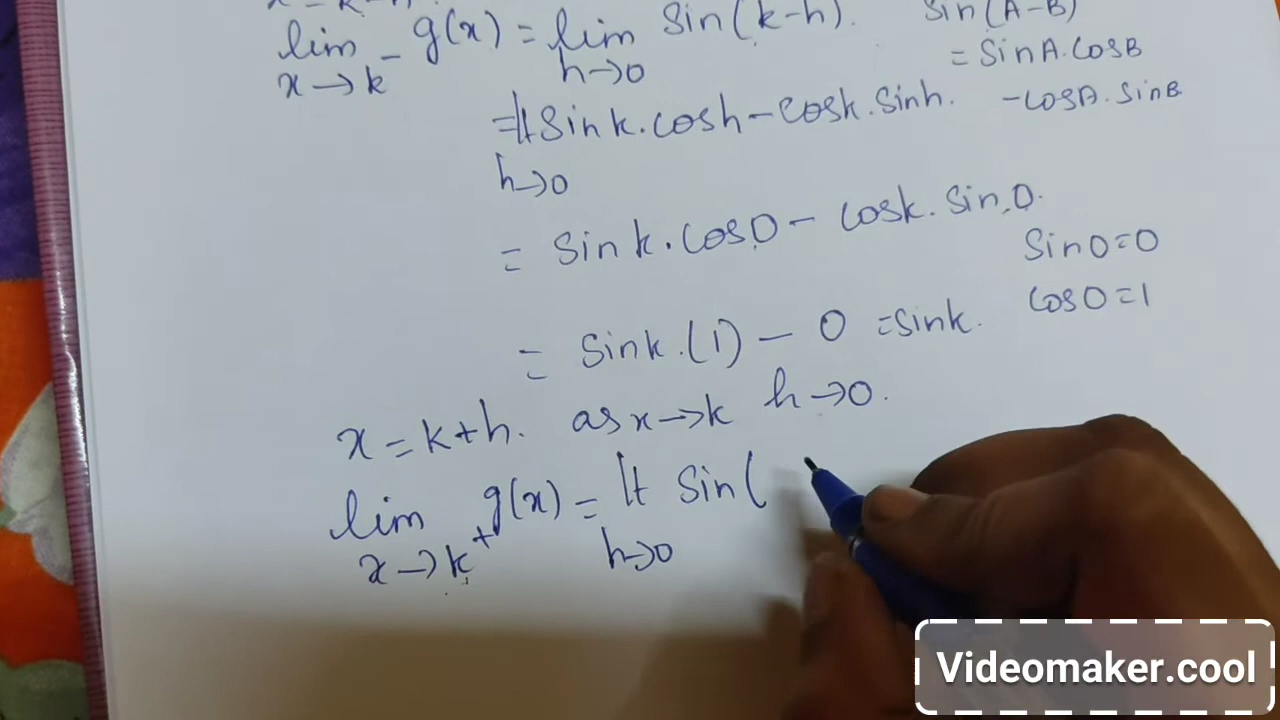 lim g(x) = lim sin(k-h). sin(A-B)
x→k⁻ h→0 = sinA.cosB
=lt sink.cosh-cosk.sinh. -cosA.sinB
h→0
= sink.cos0- cosk.sin0.
sin0=0
= sink.(1) - 0 =sink. cos0=1
x=k+h. as x→k h→0.
lim g(x)= lt sin(
x→k⁺ h→0
Videomaker.cool